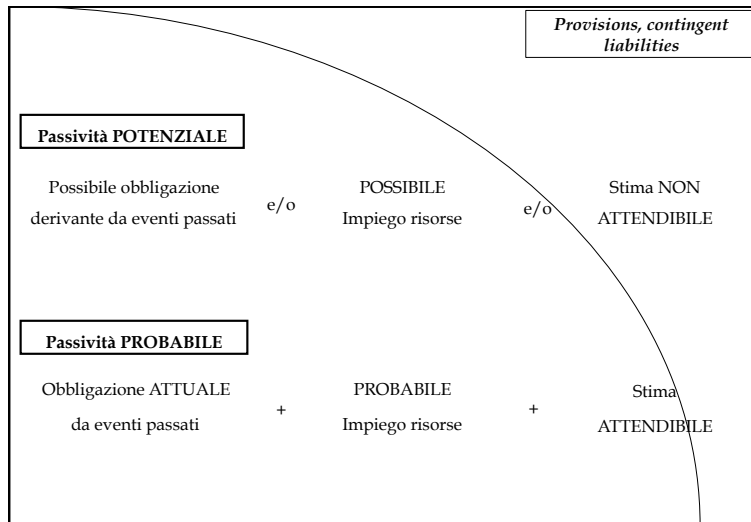 Provisions, contingent
liabilities
Passività POTENZIALE
Possibile obbligazione
derivante da eventi passati
e/o
POSSIBILE
Impiego risorse
e/o
Stima NON
ATTENDIBILE
Passività PROBABILE
Obbligazione ATTUALE
da eventi passati
+
PROBABILE
Impiego risorse
+
Stima
ATTENDIBILE